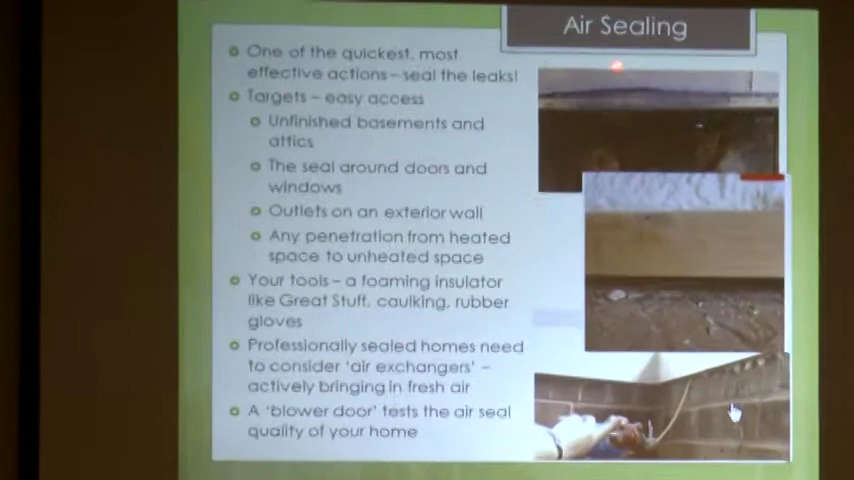 Air Sealing
One of the quickest, most
effective actions – seal the leaks!
Targets – easy access
Unfinished basements and
attics
The seal around doors and
windows
Outlets on an exterior wall
Any penetration from heated
space to unheated space
Your tools – a foaming insulator
like Great Stuff, caulking, rubber
gloves
Professionally sealed homes need
to consider 'air exchangers' –
actively bringing in fresh air
A 'blower door' tests the air seal
quality of your home